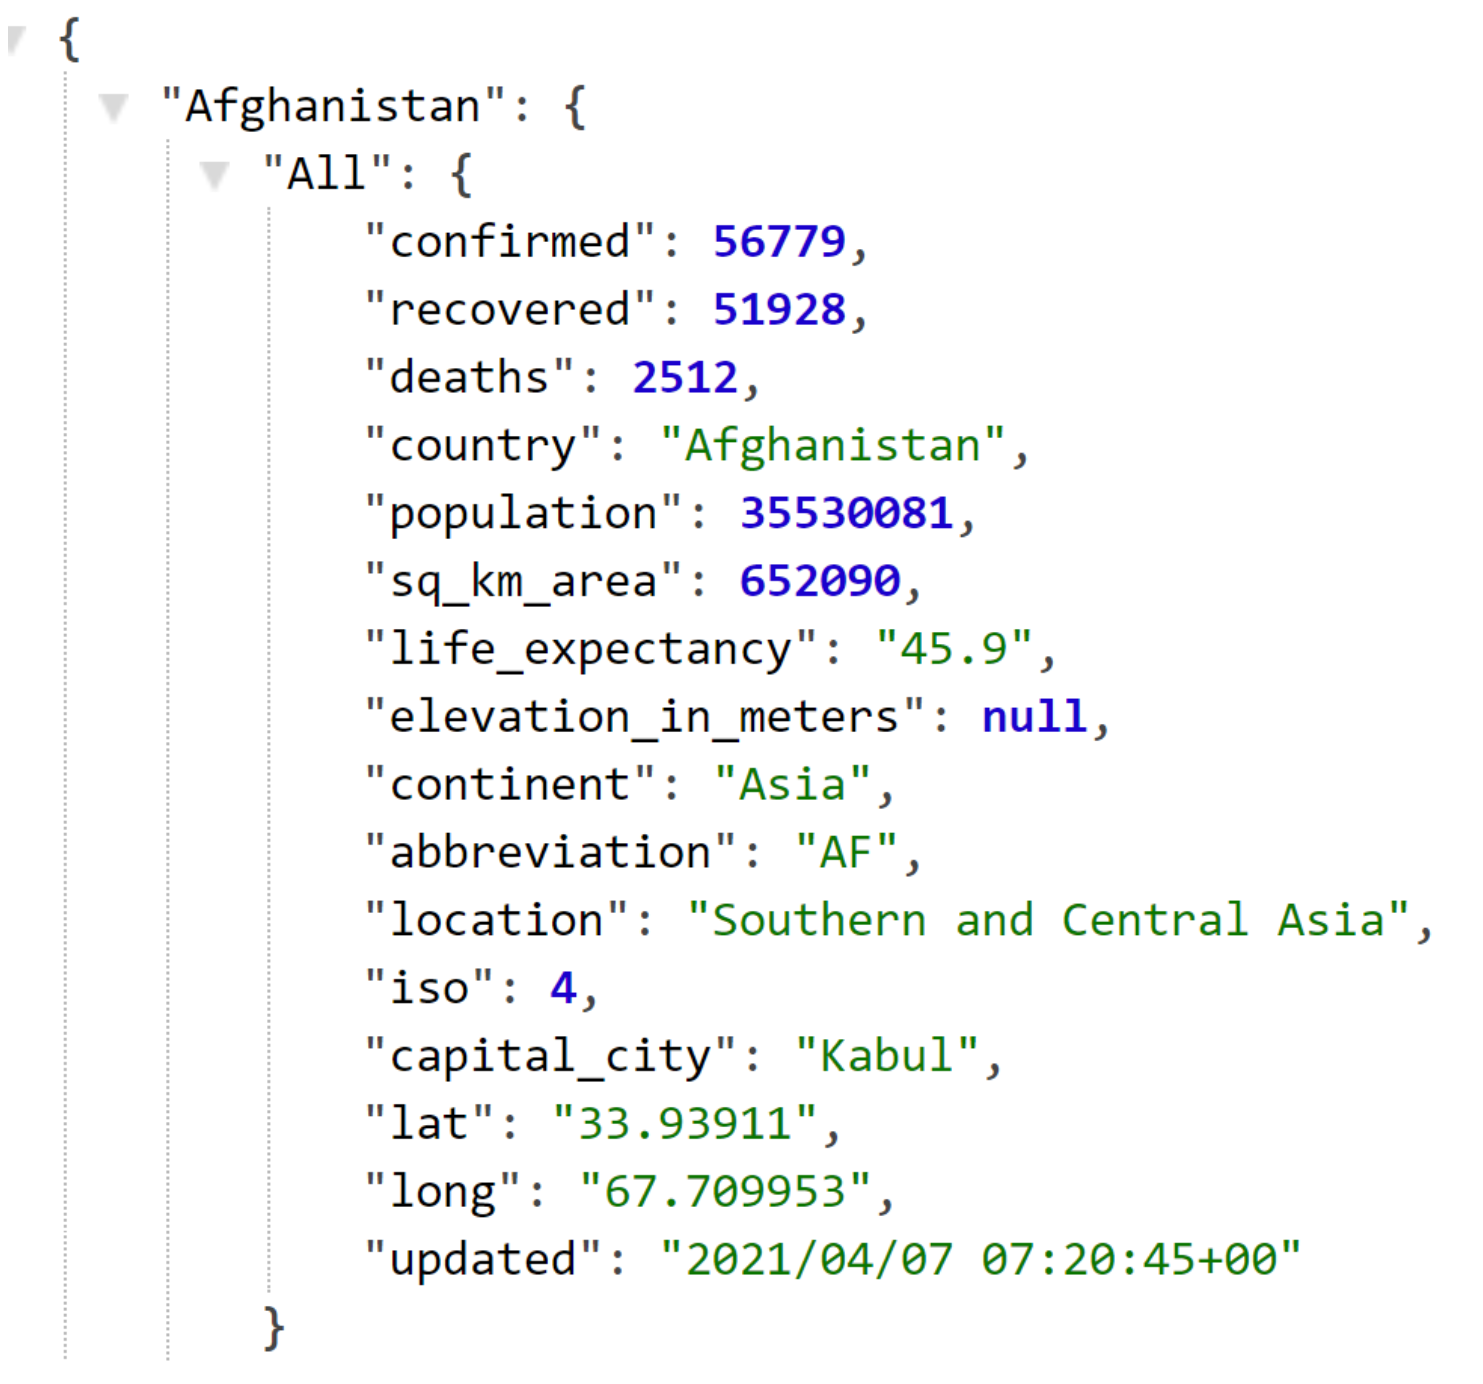 {
"Afghanistan": {
"All": {
"confirmed": 56779,
"recovered": 51928,
"deaths": 2512,
"country": "Afghanistan",
"population": 35530081,
"sq_km_area": 652090,
"life_expectancy": "45.9",
"elevation_in_meters": null,
"continent": "Asia",
"abbreviation": "AF",
"location": "Southern and Central Asia",
"iso": 4,
"capital_city": "Kabul",
"lat": "33.93911",
"long": "67.709953",
"updated": "2021/04/07 07:20:45+00"
}